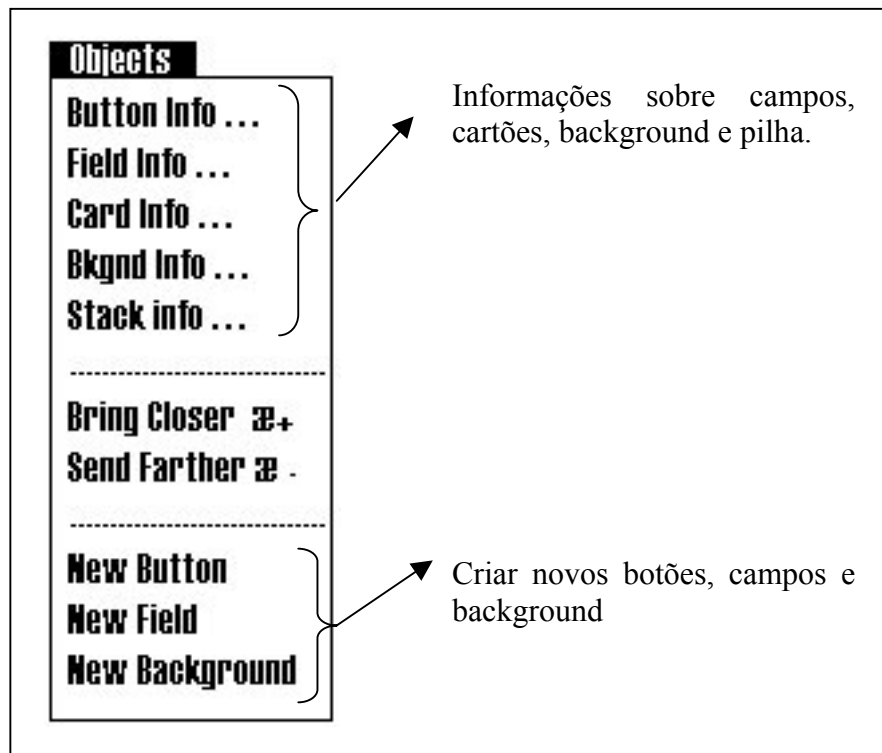 Objects
Button Info ...
Field Info ...
Card Info ...
Bkgnd Info ...
Stack info ...
Informações sobre campos,
cartões, background e pilha.
Bring Closer æ+
Send Farther æ -
New Button
New Field
New Background
Criar novos botões, campos e
background